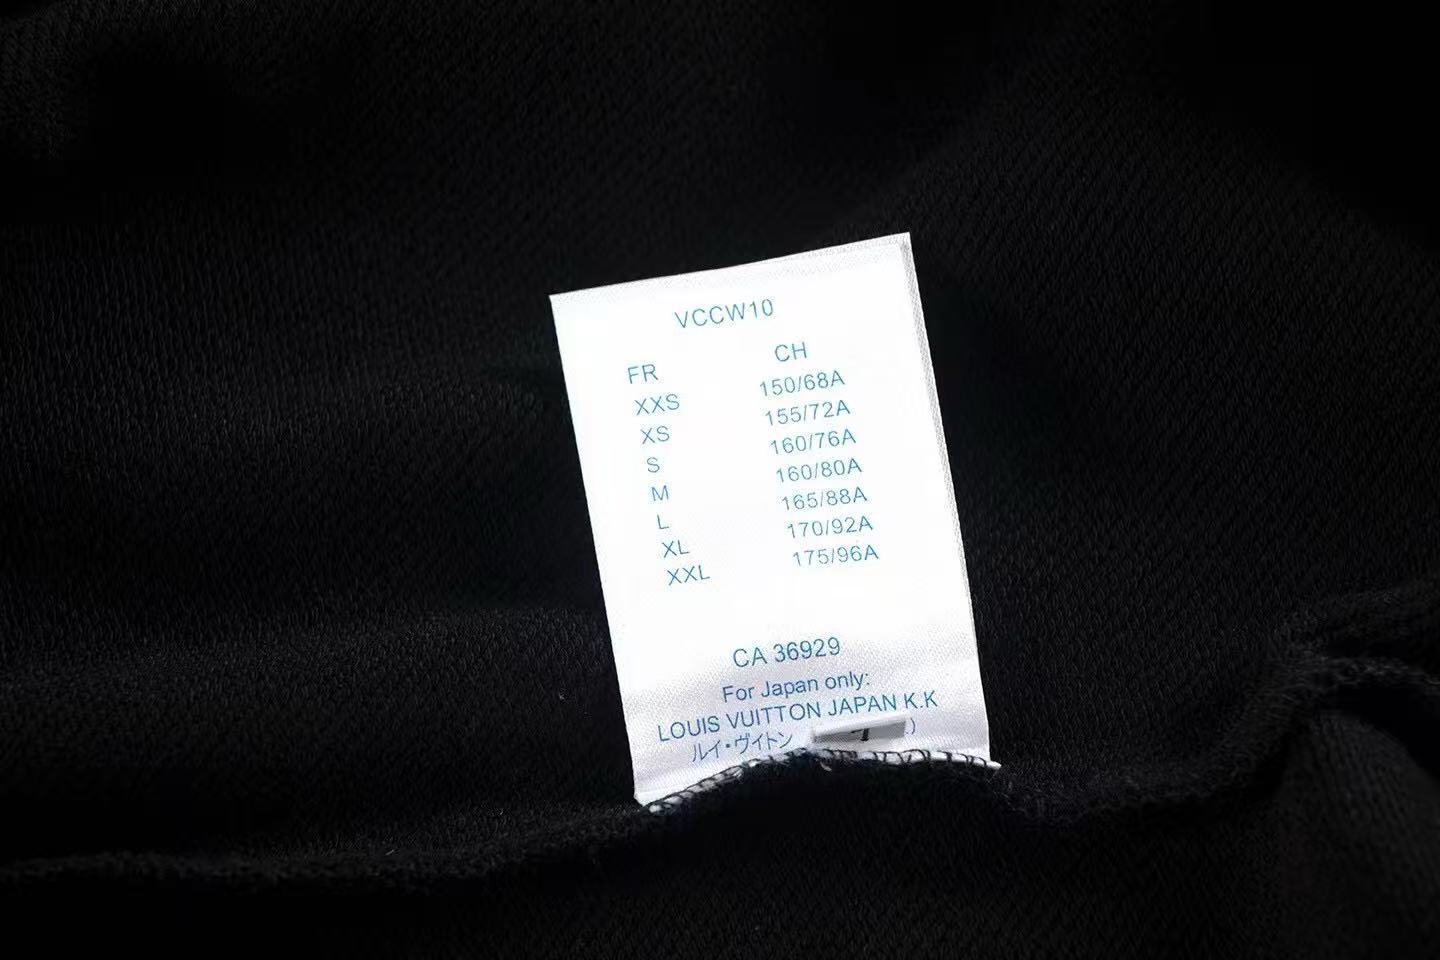 VCCW10
FR CH
XXS 150/68A
XS 155/72A
S 160/76A
M 160/80A
L 165/88A
XL 170/92A
XXL 175/96A
CA 36929
For Japan only:
LOUIS VUITTON JAPAN K.K
ルイ・ヴィトン